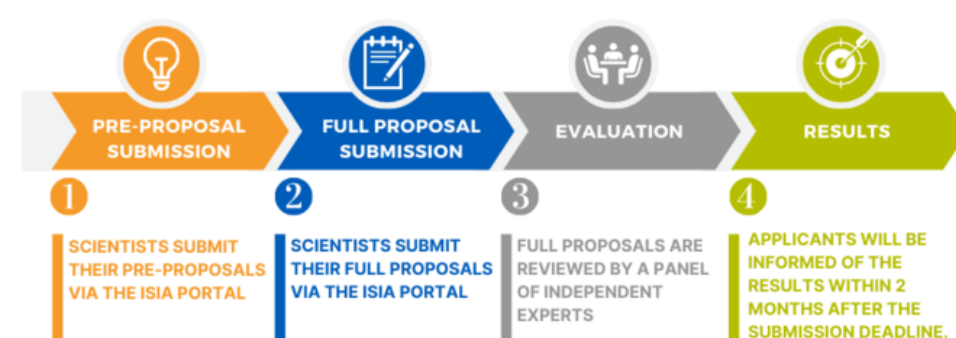 PRE-PROPOSAL
SUBMISSION
FULL PROPOSAL
SUBMISSION
EVALUATION
RESULTS
1
SCIENTISTS SUBMIT
THEIR PRE-PROPOSALS
VIA THE ISIA PORTAL
2
SCIENTISTS SUBMIT
THEIR FULL PROPOSALS
VIA THE ISIA PORTAL
3
FULL PROPOSALS ARE
REVIEWED BY A PANEL
OF INDEPENDENT
EXPERTS
4
APPLICANTS WILL BE
INFORMED OF THE
RESULTS WITHIN 2
MONTHS AFTER THE
SUBMISSION DEADLINE.